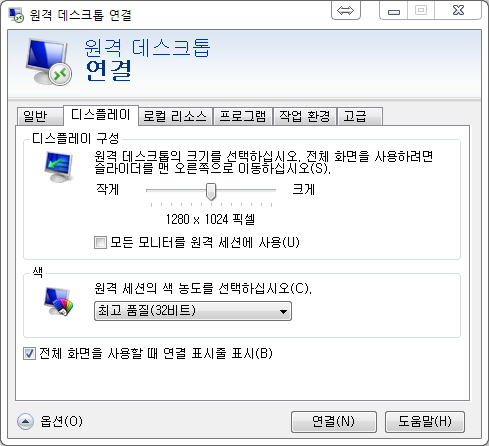 원격 데스크톱 연결
원격 데스크톱
연결
일반 디스플레이 로컬 리소스 프로그램 작업 환경 고급
디스플레이 구성
원격 데스크톱의 크기를 선택하십시오. 전체 화면을 사용하려면
슬라이더를 맨 오른쪽으로 이동하십시오(S).
작게 크게
1280 x 1024 픽셀
모든 모니터를 원격 세션에 사용(U)
색
원격 세션의 색 농도를 선택하십시오(C).
최고 품질(32비트)
전체 화면을 사용할 때 연결 표시줄 표시(B)
옵션(O) 연결(N) 도움말(H)